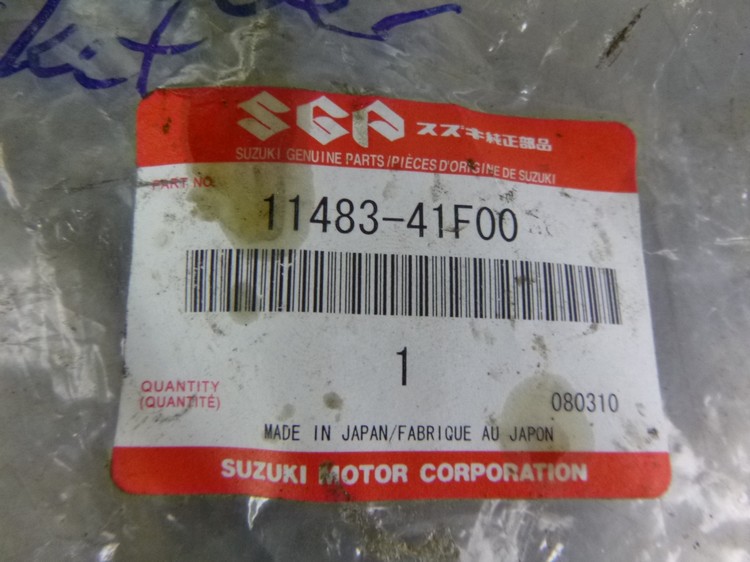 kit
SGP スズキ純正部品
SUZUKI GENUINE PARTS/PIÈCES D'ORIGINE DE SUZUKI
PART NO.
11483-41F00
1
QUANTITY
(QUANTITÉ)
080310
MADE IN JAPAN/FABRIQUE AU JAPON
SUZUKI MOTOR CORPORATION